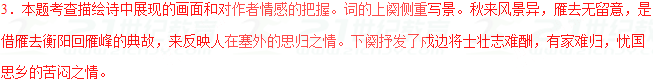 3．本题考查描绘诗中展现的画面和对作者情感的把握。词的上阕侧重写景。秋来风景异，雁去无留意，是
借雁去衡阳回雁峰的典故，来反映人在塞外的思归之情。下阕抒发了戍边将士壮志难酬，有家难归，忧国
思乡的苦闷之情。